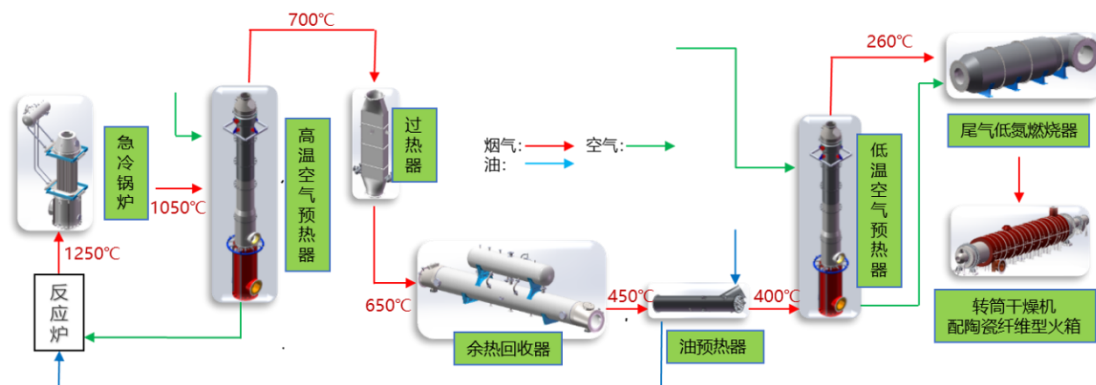 700℃
260℃
急冷锅炉
高温空气预热器
过热器
烟气：
空气：
油：
低温空气预热器
尾气低氮燃烧器
1050℃
1250℃
反应炉
650℃
450℃
400℃
余热回收器
油预热器
转筒干燥机
配陶瓷纤维型火箱